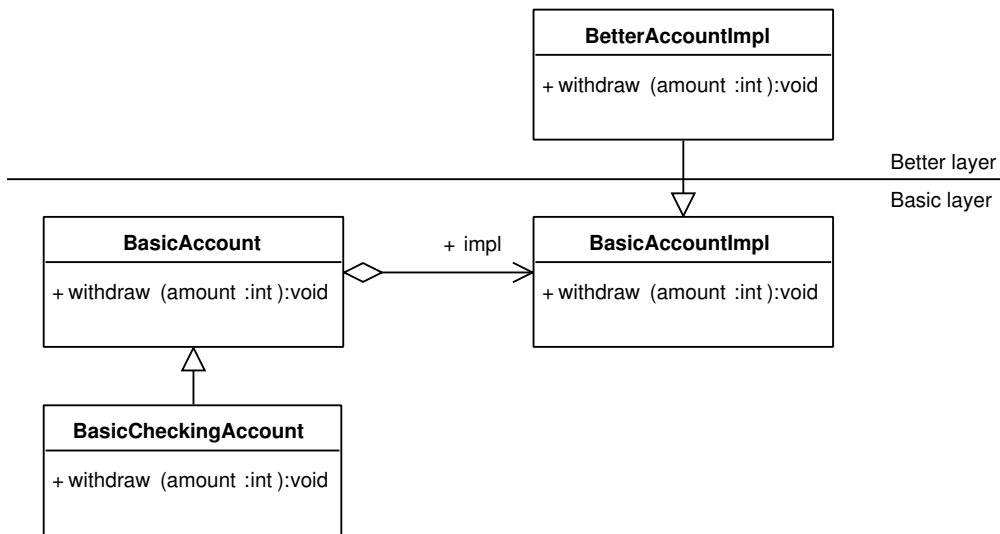 BetterAccountImpl
+ withdraw (amount :int ):void
Better layer
Basic layer
BasicAccount
+ withdraw (amount :int ):void
+ impl
BasicAccountImpl
+ withdraw (amount :int ):void
BasicCheckingAccount
+ withdraw (amount :int ):void